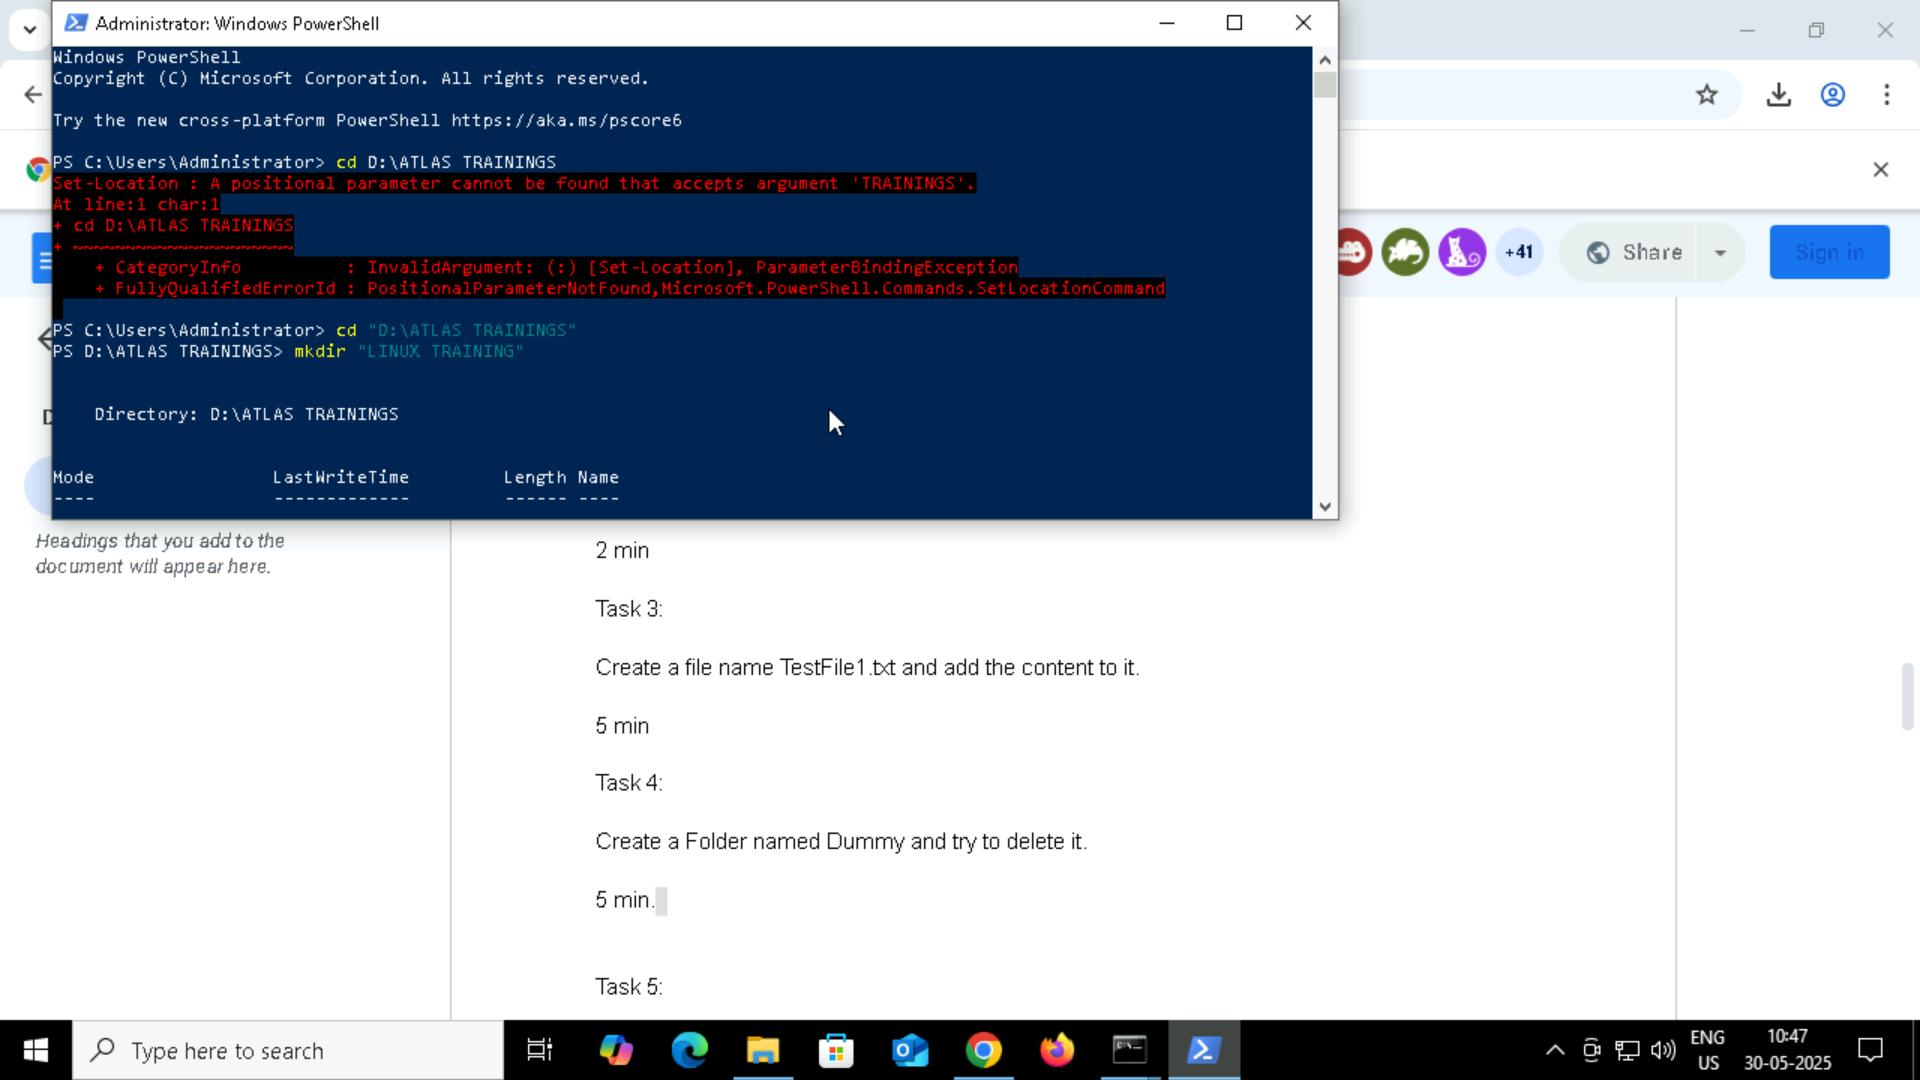 Administrator: Windows PowerShell
Windows PowerShell
Copyright (C) Microsoft Corporation. All rights reserved.
Try the new cross-platform PowerShell https://aka.ms/pscore6
PS C:\Users\Administrator> cd D:\ATLAS TRAININGS
Set-Location : A positional parameter cannot be found that accepts argument 'TRAININGS'.
At line:1 char:1
+ cd D:\ATLAS TRAININGS
+ ~~~~~~~~~~~~~~~~~~~~~
+ CategoryInfo : InvalidArgument: (:) [Set-Location], ParameterBindingException
+ FullyQualifiedErrorId : PositionalParameterNotFound,Microsoft.PowerShell.Commands.SetLocationCommand
PS C:\Users\Administrator> cd "D:\ATLAS TRAININGS"
PS D:\ATLAS TRAININGS> mkdir "LINUX TRAINING"
Directory: D:\ATLAS TRAININGS
Mode LastWriteTime Length Name
---- ------------- ------ ----
+41
Share
Sign in
Headings that you add to the
document will appear here.
2 min
Task 3:
Create a file name TestFile1.txt and add the content to it.
5 min
Task 4:
Create a Folder named Dummy and try to delete it.
5 min.
Task 5:
Type here to search
ENG
US
10:47
30-05-2025